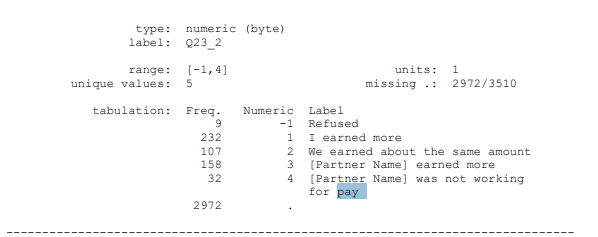 type: numeric (byte)
label: Q23_2
range: [-1,4] units: 1
unique values: 5 missing .: 2972/3510
tabulation: Freq. Numeric Label
9 -1 Refused
232 1 I earned more
107 2 We earned about the same amount
158 3 [Partner Name] earned more
32 4 [Partner Name] was not working
for pay
2972 .